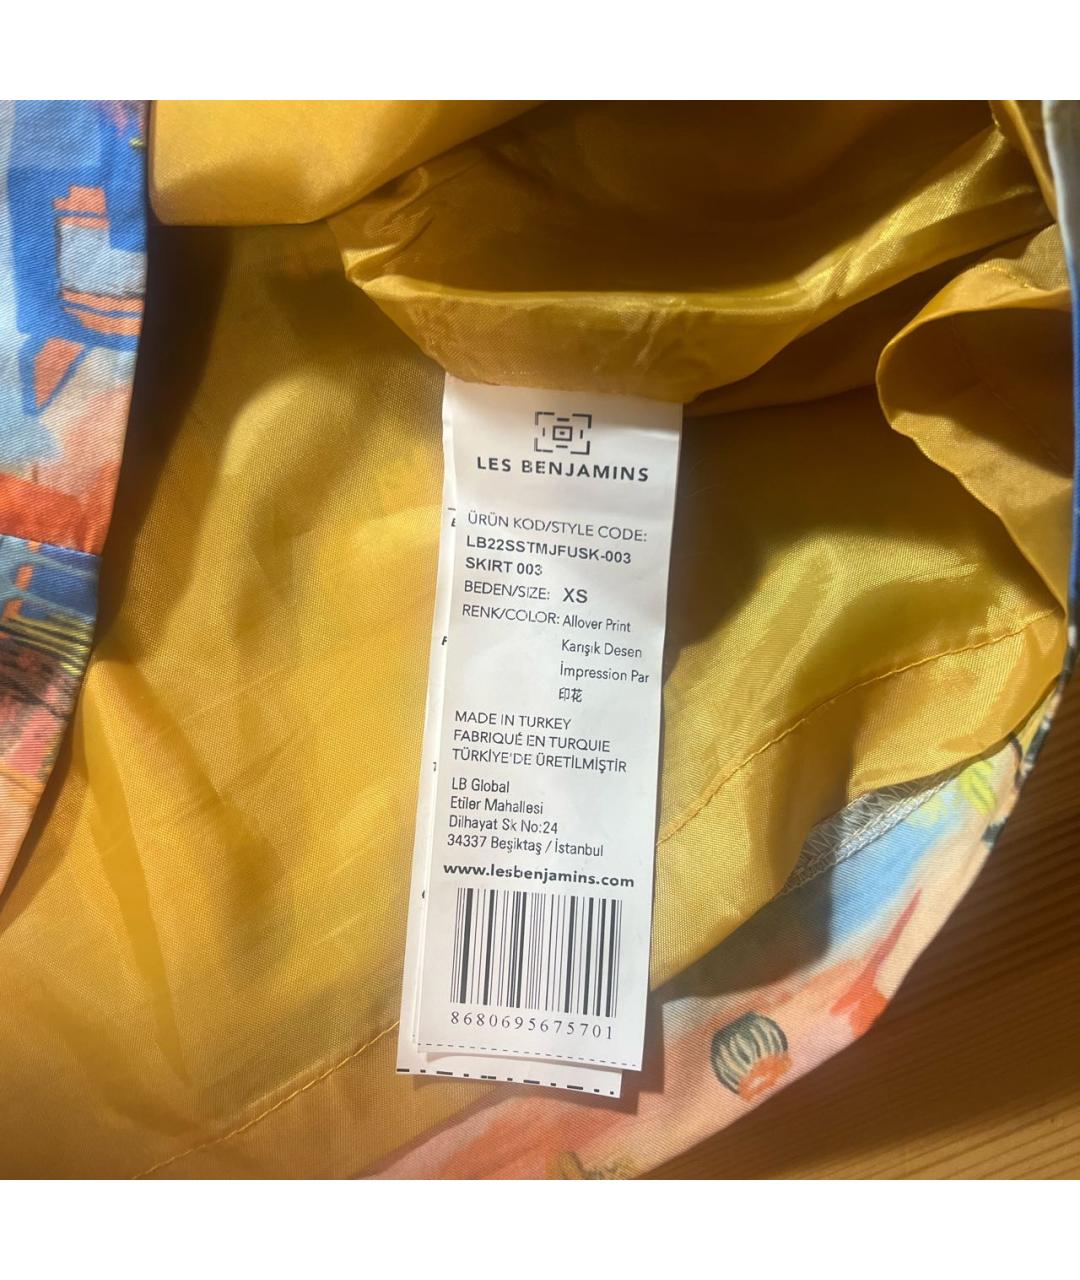 LES BENJAMINS
ÜRÜN KOD/STYLE CODE:
LB22SSTMJFUSK-003
SKIRT 003
BEDEN/SIZE: XS
RENK/COLOR: Allover Print
Karışık Desen
İmpression Par
印花
MADE IN TURKEY
FABRIQUÉ EN TURQUIE
TÜRKİYE'DE ÜRETİLMİŞTİR
LB Global
Etiler Mahallesi
Dilhayat Sk No:24
34337 Beşiktaş / İstanbul
www.lesbenjamins.com
8680695675701